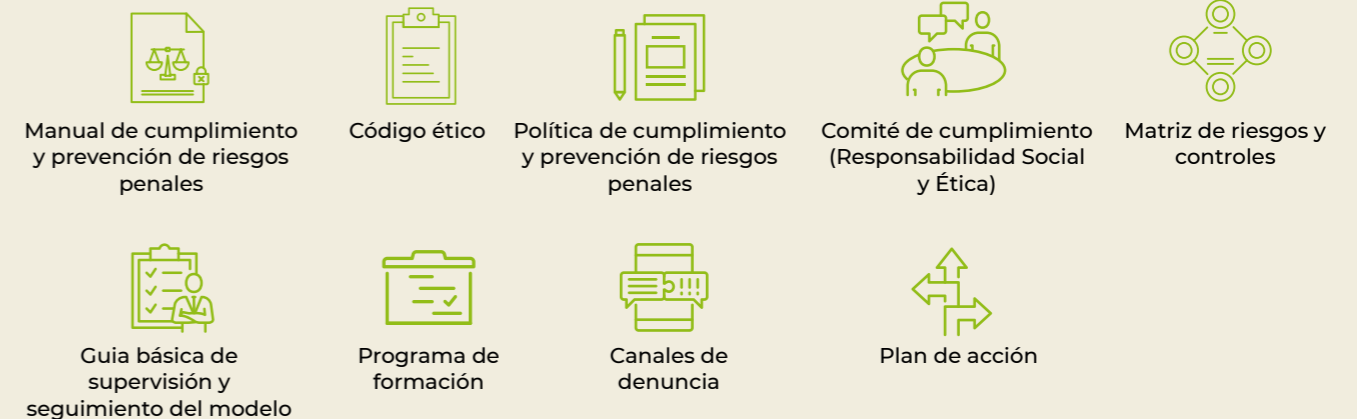 Manual de cumplimiento
y prevención de riesgos
penales
Código ético
Política de cumplimiento
y prevención de riesgos
penales
Comité de cumplimiento
(Responsabilidad Social
y Ética)
Matriz de riesgos y
controles
Guia básica de
supervisión y
seguimiento del modelo
Programa de
formación
Canales de
denuncia
Plan de acción